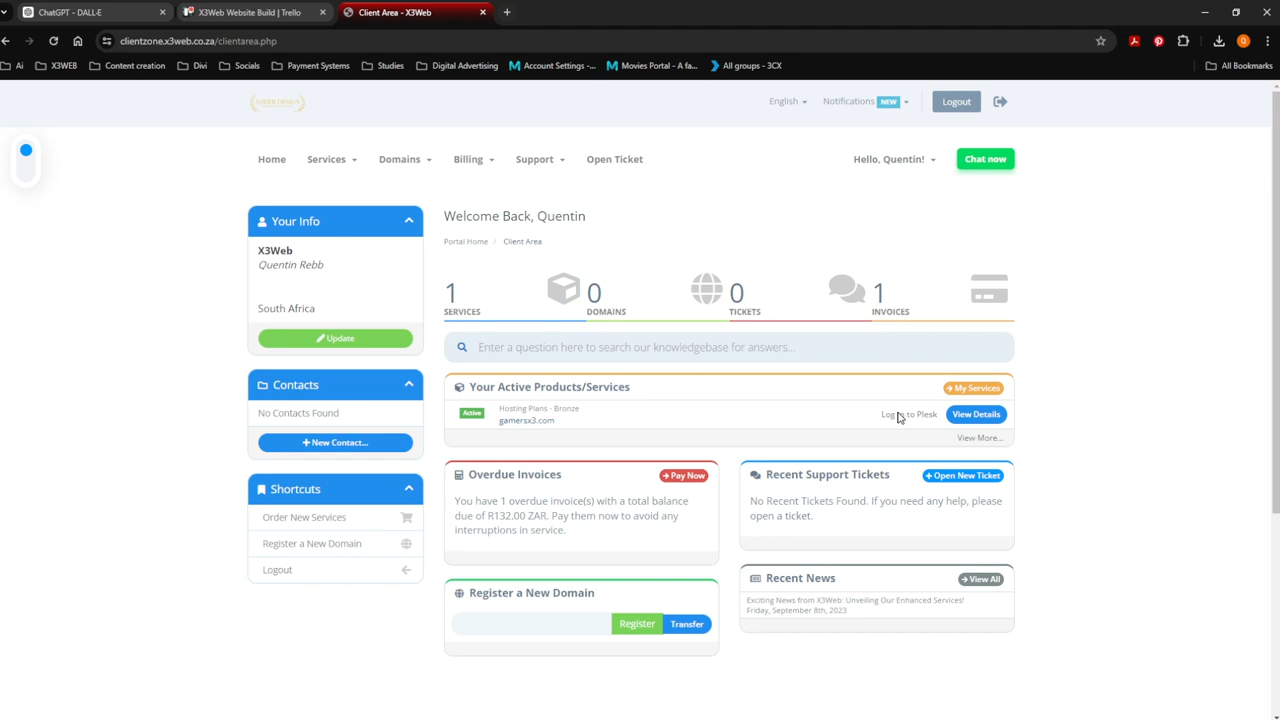 ChatGPT - DALL-E
X3Web Website Build | Trello
Client Area - X3Web
clientzone.x3web.co.za/clientarea.php
Ai
X3WEB
Content creation
Divi
Socials
Payment Systems
Studies
Digital Advertising
Account Settings -...
Movies Portal - A fa...
All groups - 3CX
All Bookmarks
English
Notifications NEW
Logout
Home
Services
Domains
Billing
Support
Open Ticket
Hello, Quentin!
Chat now
Your Info
X3Web
Quentin Rebb
South Africa
Update
Contacts
No Contacts Found
+ New Contact...
Shortcuts
Order New Services
Register a New Domain
Logout
Welcome Back, Quentin
Portal Home / Client Area
1
SERVICES
0
DOMAINS
0
TICKETS
1
INVOICES
Enter a question here to search our knowledgebase for answers...
Your Active Products/Services
My Services
Active
Hosting Plans - Bronze
gamersx3.com
Log in to Plesk
View Details
View More...
Overdue Invoices
Pay Now
You have 1 overdue invoice(s) with a total balance
due of R132.00 ZAR. Pay them now to avoid any
interruptions in service.
Recent Support Tickets
+ Open New Ticket
No Recent Tickets Found. If you need any help, please
open a ticket.
Register a New Domain
Register
Transfer
Recent News
View All
Exciting News from X3Web: Unveiling Our Enhanced Services!
Friday, September 8th, 2023